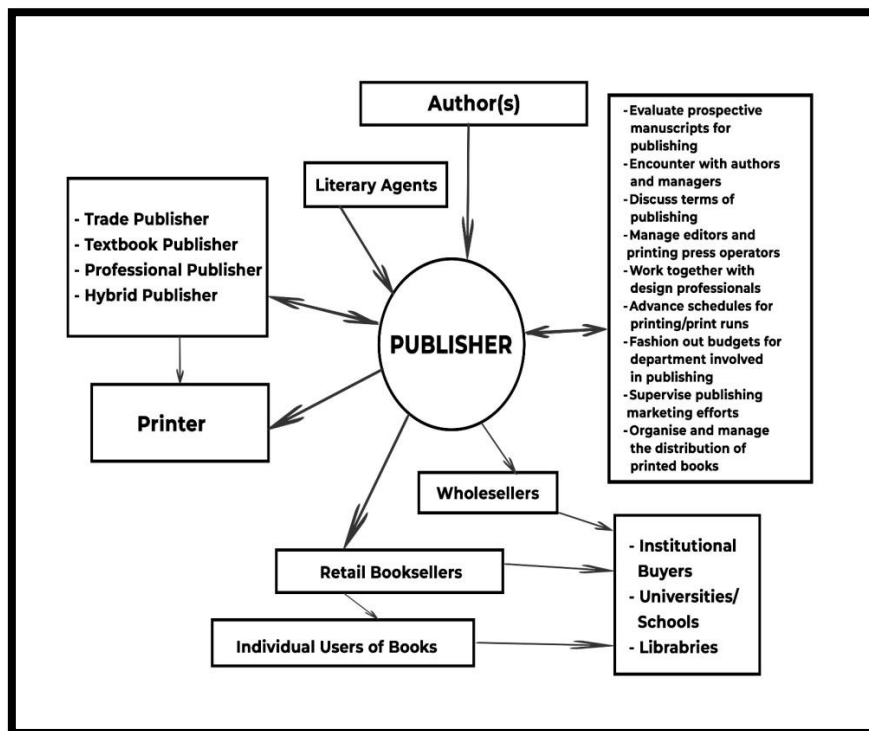 Author(s)
Literary Agents
- Trade Publisher
- Textbook Publisher
- Professional Publisher
- Hybrid Publisher
-Evaluate prospective
manuscripts for
publishing
-Encounter with authors
and managers
-Discuss terms of
publishing
-Manage editors and
printing press operators
-Work together with
design professionals
-Advance schedules for
printing/print runs
-Fashion out budgets for
department involved
in publishing
-Supervise publishing
marketing efforts
-Organise and manage
the distribution of
printed books
PUBLISHER
Printer
Wholesellers
Retail Booksellers
- Institutional
Buyers
- Universities/
Schools
- Librabries
Individual Users of Books